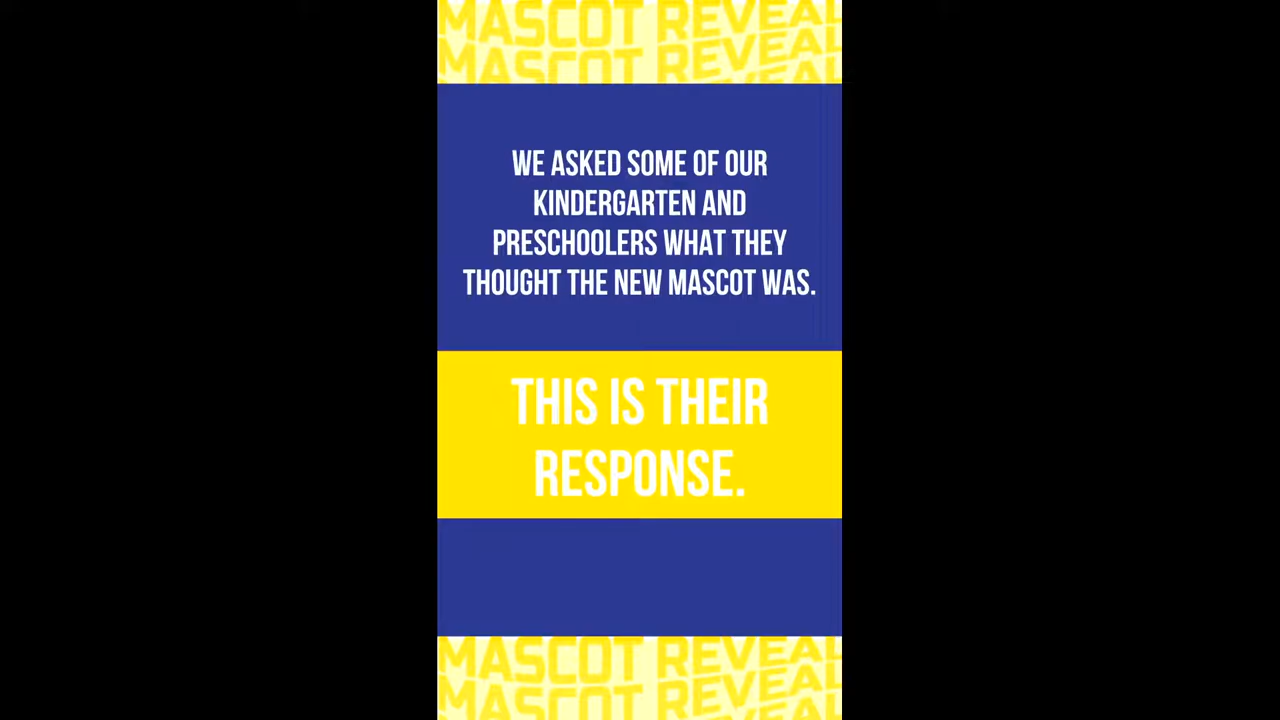 MASCOT REVEAL
MASCOT REVEAL
WE ASKED SOME OF OUR
KINDERGARTEN AND
PRESCHOOLERS WHAT THEY
THOUGHT THE NEW MASCOT WAS.
THIS IS THEIR
RESPONSE.
MASCOT REVEAL
MASCOT REVEAL